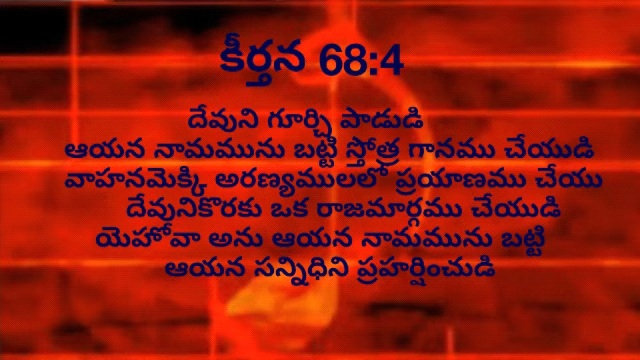 కీర్తన 68:4
దేవుని గూర్చి పాడుడి
ఆయన నామమును బట్టి స్తోత్ర గానము చేయుడి
వాహనమెక్కి అరణ్యములలో ప్రయాణము చేయు
దేవునికొరకు ఒక రాజమార్గము చేయుడి
యెహోవా అను ఆయన నామమును బట్టి
ఆయన సన్నిధిని ప్రహర్షించుడి